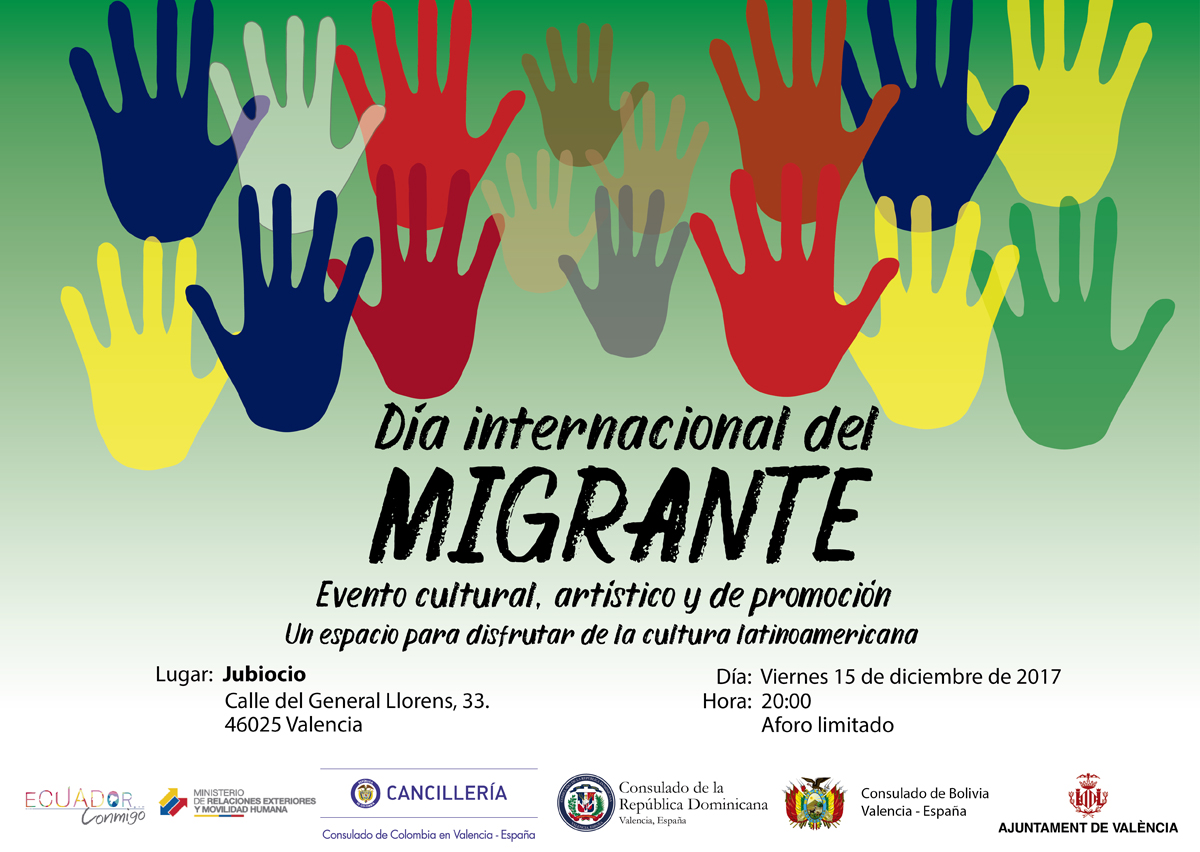 Día internacional del
MIGRANTE
Evento cultural, artístico y de promoción
Un espacio para disfrutar de la cultura latinoamericana
Lugar: Jubiocio
Calle del General Llorens, 33.
46025 Valencia
Día: Viernes 15 de diciembre de 2017
Hora: 20:00
Aforo limitado
ECUADOR...
Conmigo
MINISTERIO
DE RELACIONES EXTERIORES
Y MOVILIDAD HUMANA
CANCILLERÍA
Consulado de Colombia en Valencia - España
Consulado de la
República Dominicana
Valencia, España
Consulado de Bolivia
Valencia - España
AJUNTAMENT DE VALÈNCIA